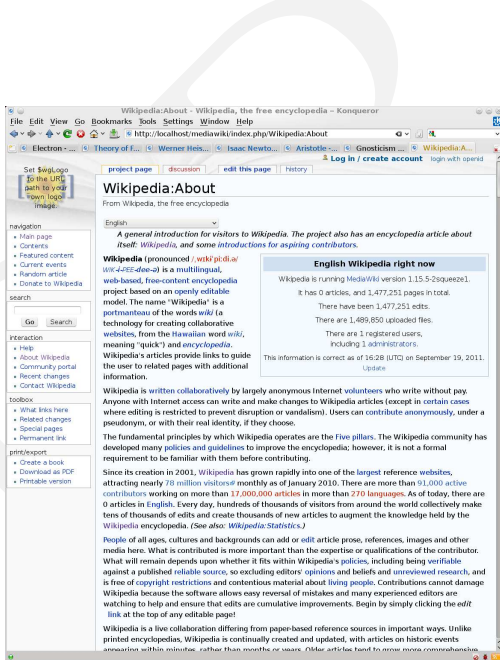 Wikipedia:About - Wikipedia, the free encyclopedia - Konqueror
File Edit View Go Bookmarks Tools Settings Window Help
http://localhost/mediawiki/index.php/Wikipedia:About
Electron - ... Theory of F... Werner Heis... Isaac Newto... Aristotle -... Gnosticism ... Wikipedia:A...
Log in / create account login with openid
Set $wgLogo
to the URL
path to your
own logo
image.
project page discussion edit this page history
Wikipedia:About
From Wikipedia, the free encyclopedia
English
A general introduction for visitors to Wikipedia. The project also has an encyclopedia article about
itself: Wikipedia, and some introductions for aspiring contributors.
navigation
Main page
Contents
Featured content
Current events
Random article
Donate to Wikipedia
search
Go Search
interaction
Help
About Wikipedia
Community portal
Recent changes
Contact Wikipedia
toolbox
What links here
Related changes
Special pages
Permanent link
print/export
Create a book
Download as PDF
Printable version
Wikipedia (pronounced /ˌwɪkɨˈpiːdi.ə/
WIK-i-PEE-dee-ə) is a multilingual,
web-based, free-content encyclopedia
project based on an openly editable
model. The name "Wikipedia" is a
portmanteau of the words wiki (a
technology for creating collaborative
websites, from the Hawaiian word wiki,
meaning "quick") and encyclopedia.
Wikipedia's articles provide links to guide
the user to related pages with additional
information.
English Wikipedia right now
Wikipedia is running MediaWiki version 1.15.5-2squeeze1.
It has 0 articles, and 1,477,251 pages in total.
There have been 1,477,251 edits.
There are 1,489,850 uploaded files.
There are 1 registered users,
including 1 administrators.
This information is correct as of 16:28 (UTC) on September 19, 2011.
Update
Wikipedia is written collaboratively by largely anonymous Internet volunteers who write without pay.
Anyone with Internet access can write and make changes to Wikipedia articles (except in certain cases
where editing is restricted to prevent disruption or vandalism). Users can contribute anonymously, under a
pseudonym, or with their real identity, if they choose.
The fundamental principles by which Wikipedia operates are the Five pillars. The Wikipedia community has
developed many policies and guidelines to improve the encyclopedia; however, it is not a formal
requirement to be familiar with them before contributing.
Since its creation in 2001, Wikipedia has grown rapidly into one of the largest reference websites,
attracting nearly 78 million visitors monthly as of January 2010. There are more than 91,000 active
contributors working on more than 17,000,000 articles in more than 270 languages. As of today, there are
0 articles in English. Every day, hundreds of thousands of visitors from around the world collectively make
tens of thousands of edits and create thousands of new articles to augment the knowledge held by the
Wikipedia encyclopedia. (See also: Wikipedia:Statistics.)
People of all ages, cultures and backgrounds can add or edit article prose, references, images and other
media here. What is contributed is more important than the expertise or qualifications of the contributor.
What will remain depends upon whether it fits within Wikipedia's policies, including being verifiable
against a published reliable source, so excluding editors' opinions and beliefs and unreviewed research, and
is free of copyright restrictions and contentious material about living people. Contributions cannot damage
Wikipedia because the software allows easy reversal of mistakes and many experienced editors are
watching to help and ensure that edits are cumulative improvements. Begin by simply clicking the edit
link at the top of any editable page!
Wikipedia is a live collaboration differing from paper-based reference sources in important ways. Unlike
printed encyclopedias, Wikipedia is continually created and updated, with articles on historic events
appearing within minutes, rather than months or years. Older articles tend to grow more comprehensive